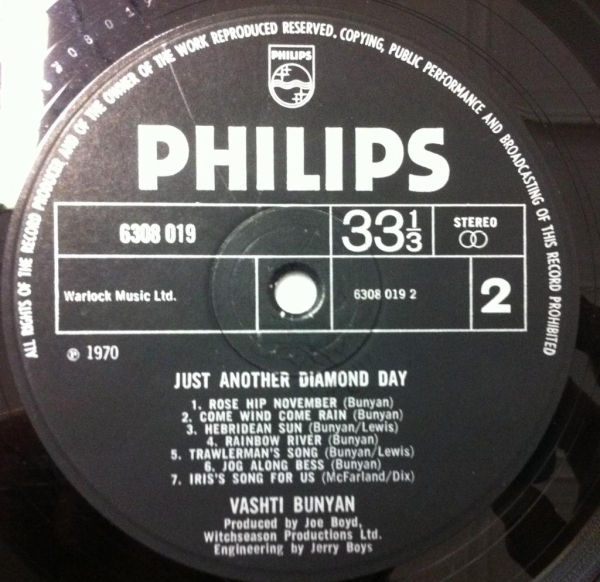 ALL RIGHTS OF THE RECORD PRODUCER AND OF THE OWNER OF THE WORK REPRODUCED RESERVED. COPYING, PUBLIC PERFORMANCE AND BROADCASTING OF THIS RECORD PROHIBITED
PHILIPS
PHILIPS
6308 019
33 1/3
STEREO
Warlock Music Ltd.
6308 019 2
2
℗ 1970
JUST ANOTHER DIAMOND DAY
1. ROSE HIP NOVEMBER (Bunyan)
2. COME WIND COME RAIN (Bunyan)
3. HEBRIDEAN SUN (Bunyan/Lewis)
4. RAINBOW RIVER (Bunyan)
5. TRAWLERMAN'S SONG (Bunyan/Lewis)
6. JOG ALONG BESS (Bunyan)
7. IRIS'S SONG FOR US (McFarland/Dix)
VASHTI BUNYAN
Produced by Joe Boyd,
Witchseason Productions Ltd.
Engineering by Jerry Boys